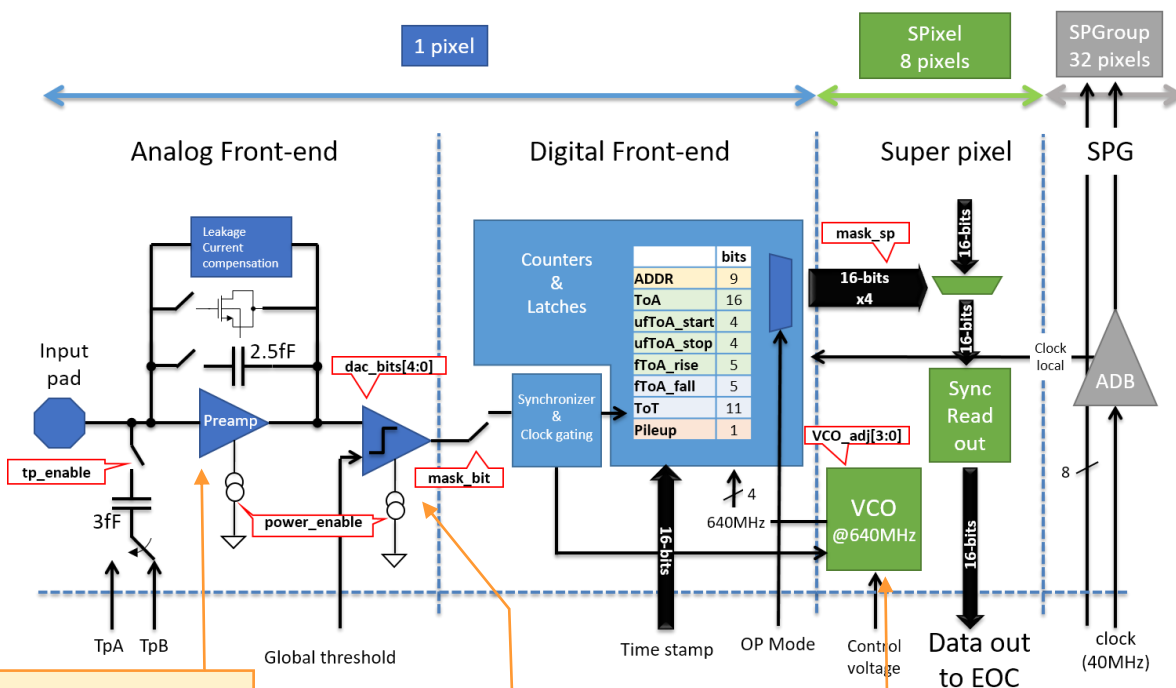 1 pixel
SPixel
8 pixels
SPGroup
32 pixels
Analog Front-end
Digital Front-end
Super pixel
SPG
Leakage
Current
compensation
2.5fF
Input
pad
Preamp
dac_bits[4:0]
tp_enable
3fF
power_enable
mask_bit
TpA
TpB
Global threshold
Counters
&
Latches
bits
ADDR 9
ToA 16
ufToA_start 4
ufToA_stop 4
fToA_rise 5
fToA_fall 5
ToT 11
Pileup 1
Synchronizer
&
Clock gating
4
640MHz
16-bits
Time stamp
OP Mode
mask_sp
16-bits
x4
16-bits
16-bits
Clock
local
Sync
Read
out
VCO_adj[3:0]
VCO
@640MHz
16-bits
Control
voltage
Data out
to EOC
ADB
8
clock
(40MHz)